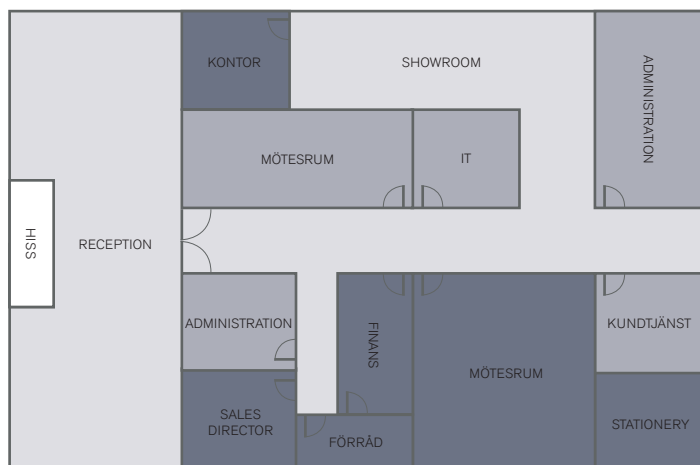 KONTOR
SHOWROOM
ADMINISTRATION
MÖTESRUM
IT
HISS
RECEPTION
ADMINISTRATION
FINANS
KUNDTJÄNST
MÖTESRUM
SALES
DIRECTOR
FÖRRÅD
STATIONERY